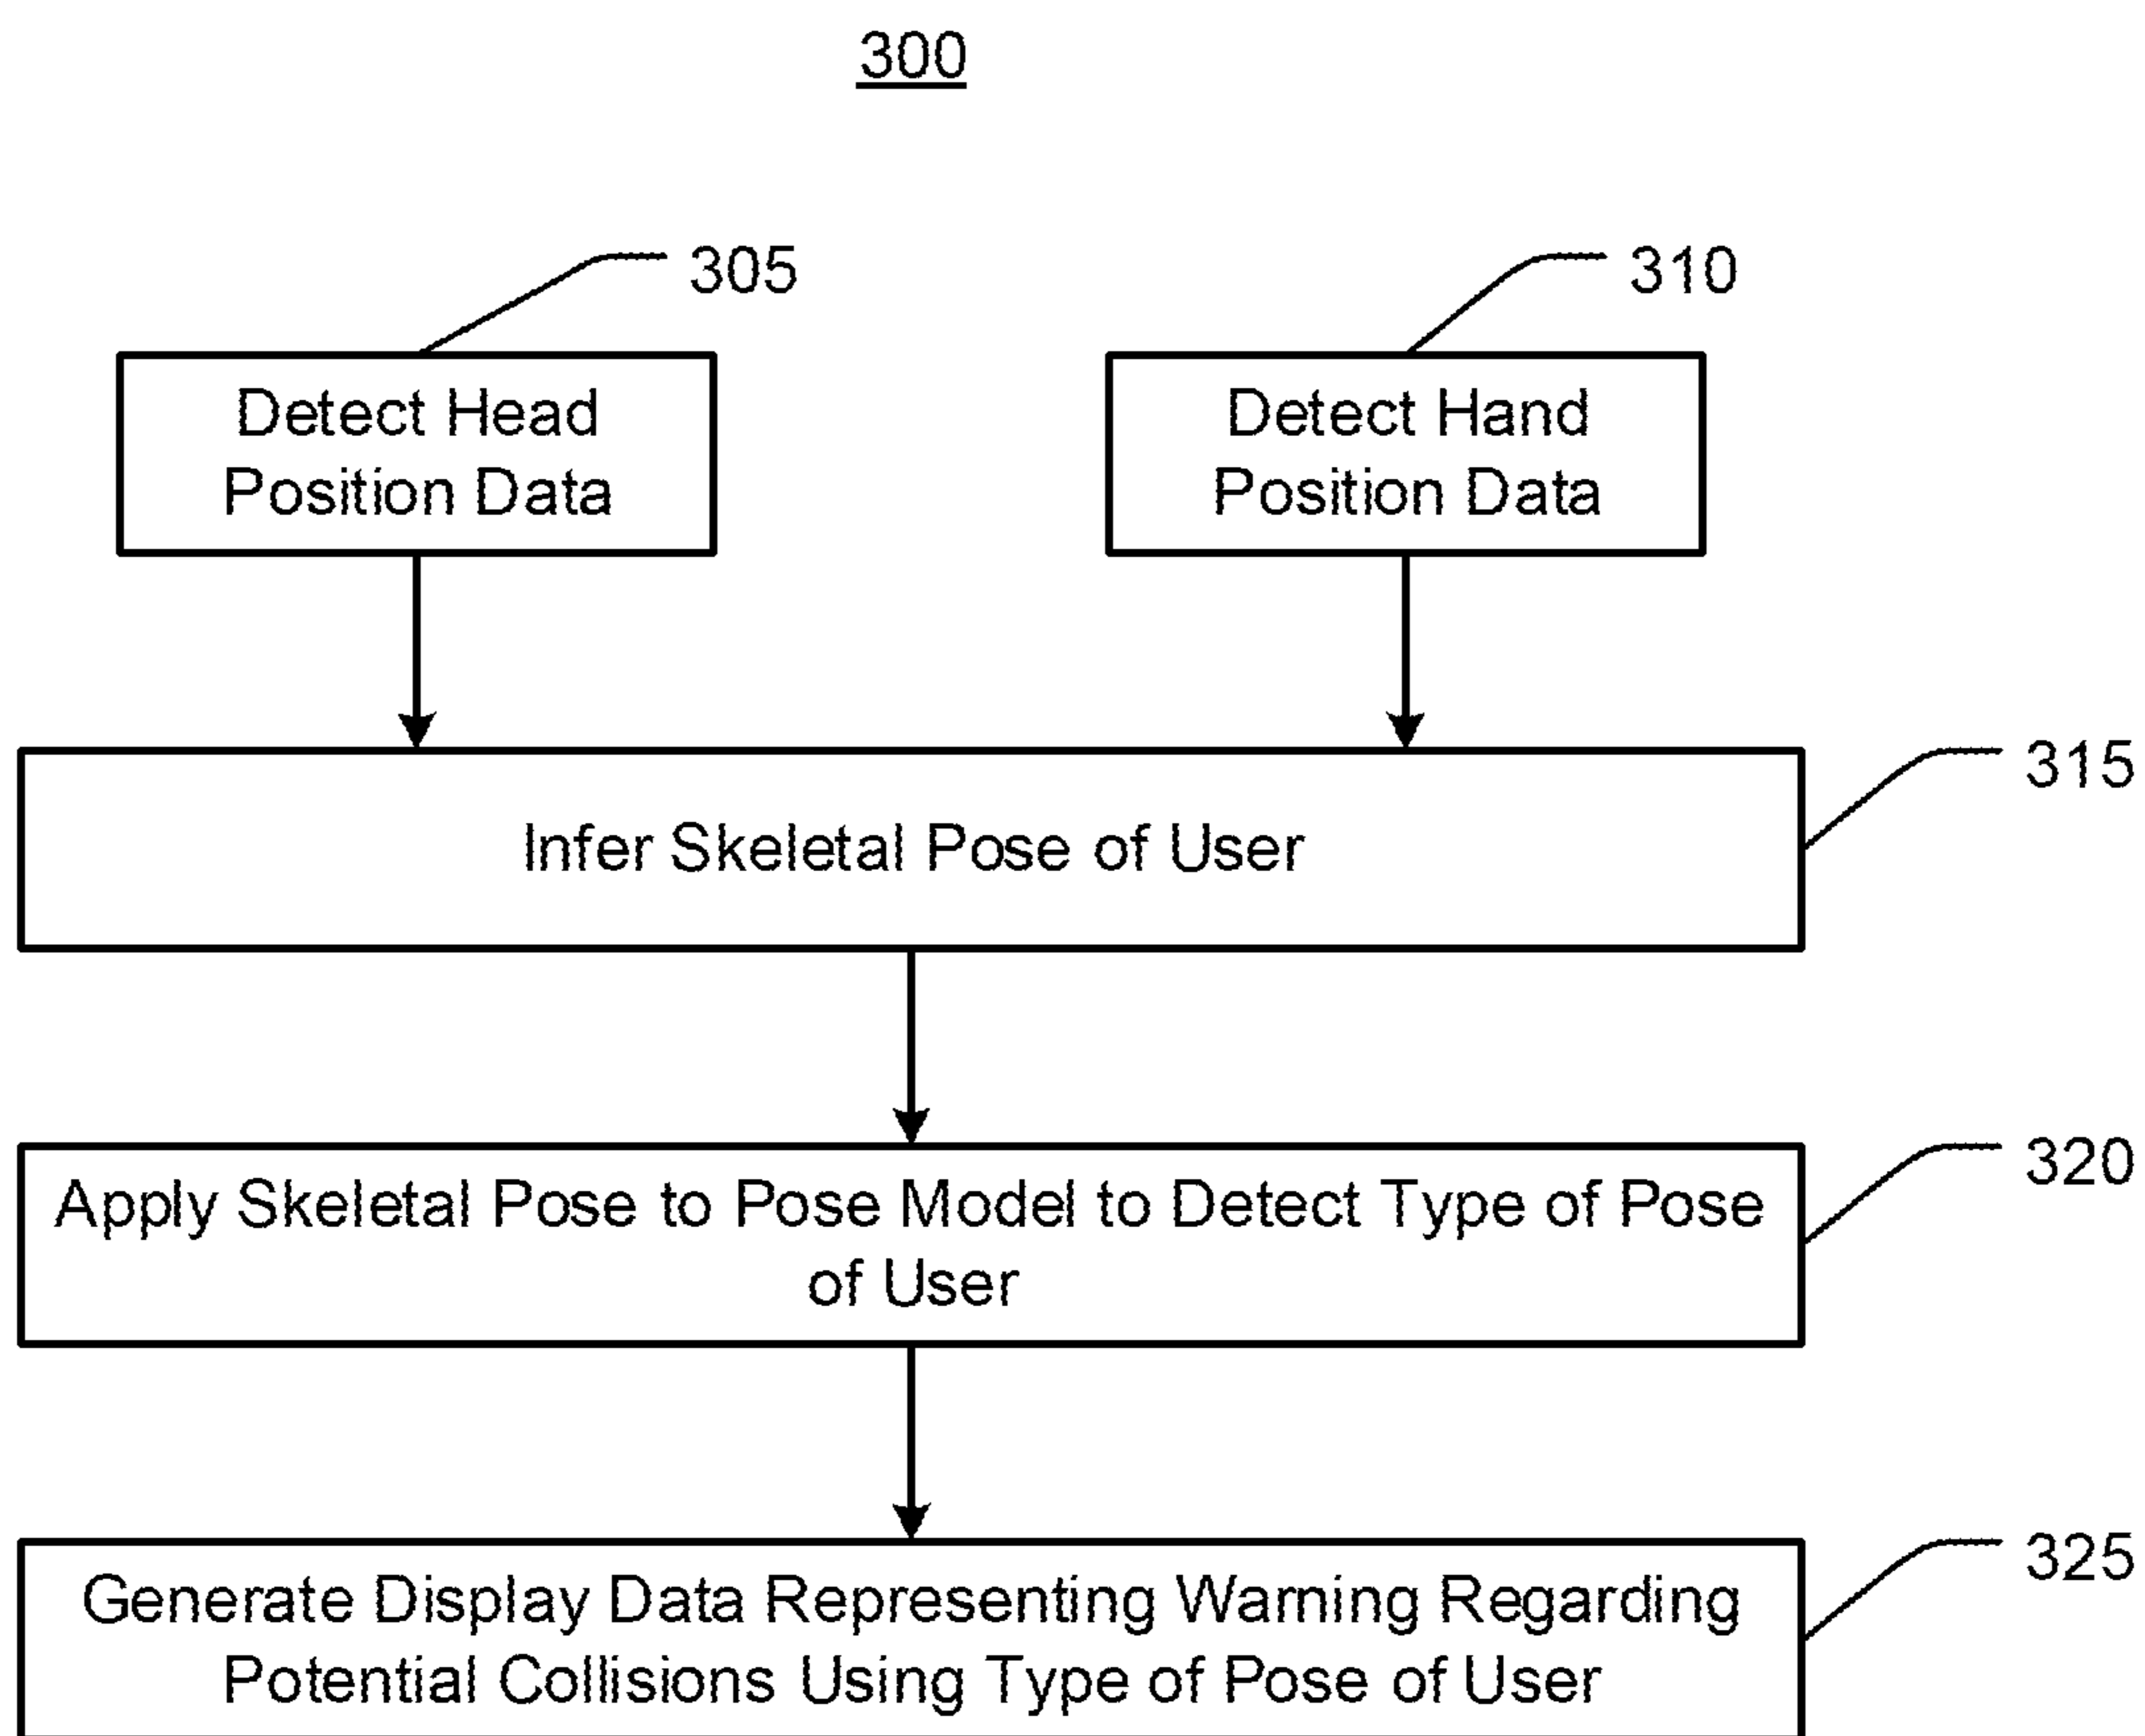 300
305
310
Detect Head
Position Data
Detect Hand
Position Data
315
Infer Skeletal Pose of User
320
Apply Skeletal Pose to Pose Model to Detect Type of Pose
of User
325
Generate Display Data Representing Warning Regarding
Potential Collisions Using Type of Pose of User